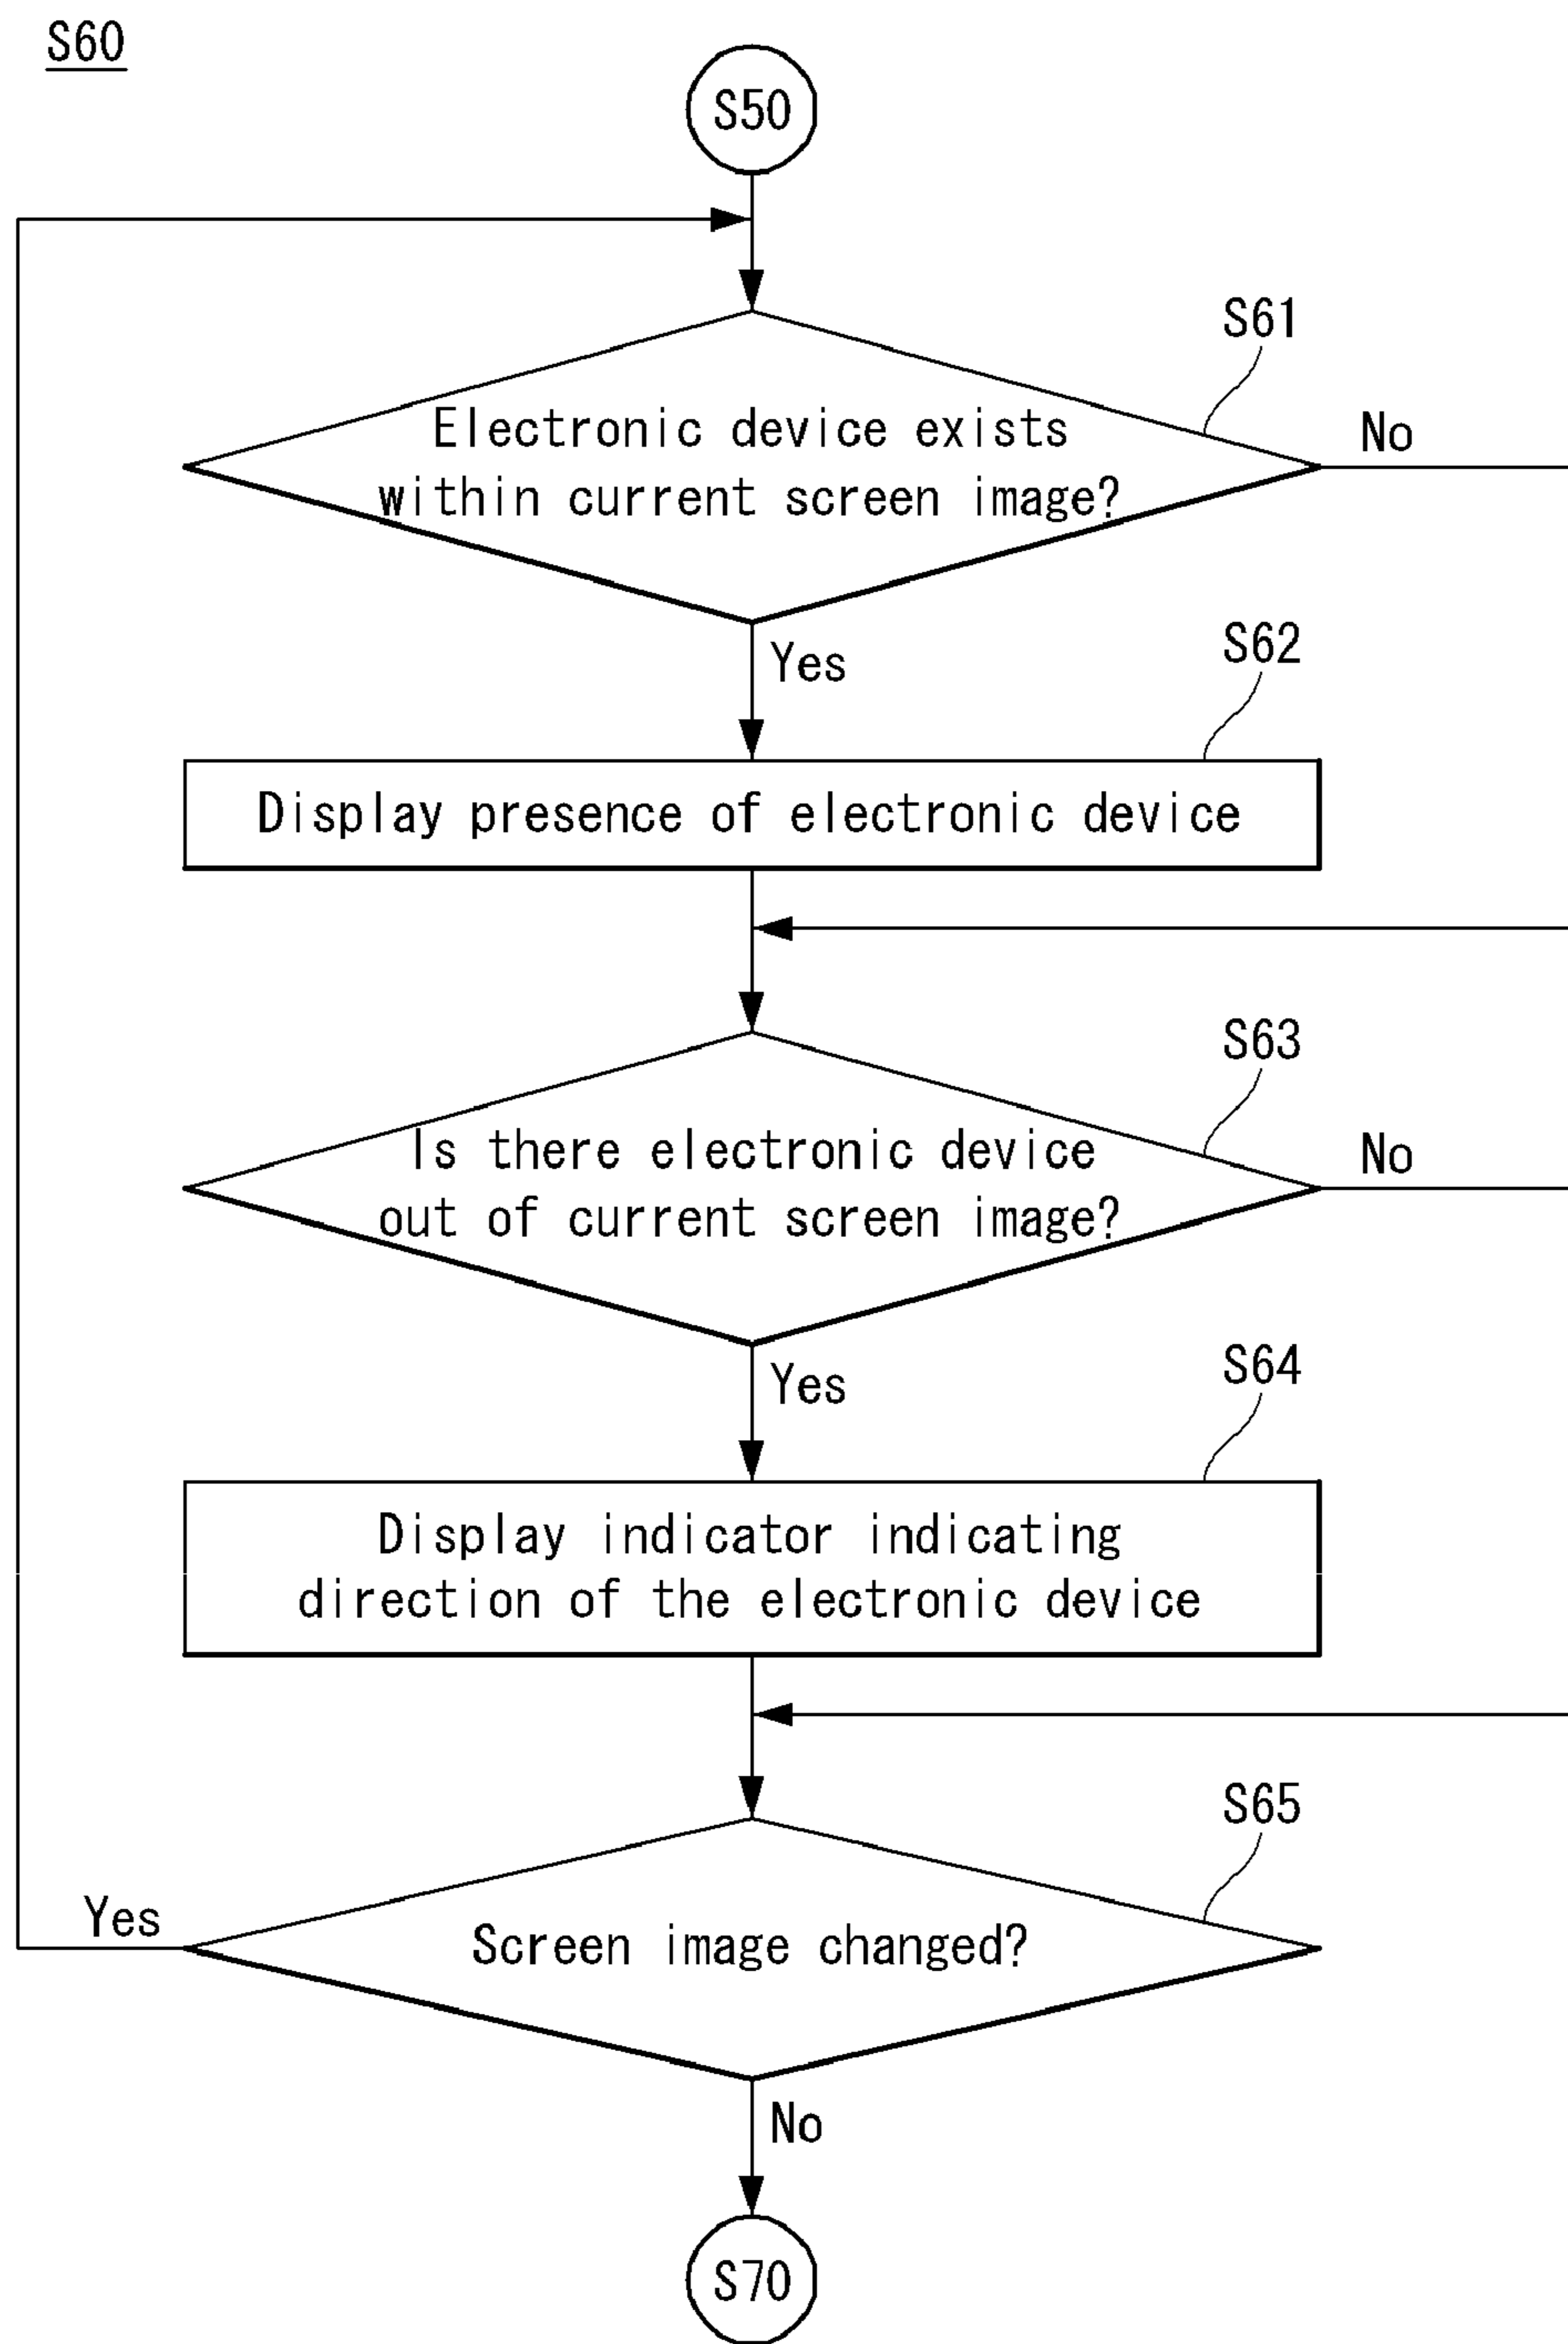 S60
S50
S61
Electronic device exists
within current screen image?
No
Yes
S62
Display presence of electronic device
S63
Is there electronic device
out of current screen image?
No
Yes
S64
Display indicator indicating
direction of the electronic device
S65
Yes
Screen image changed?
No
S70